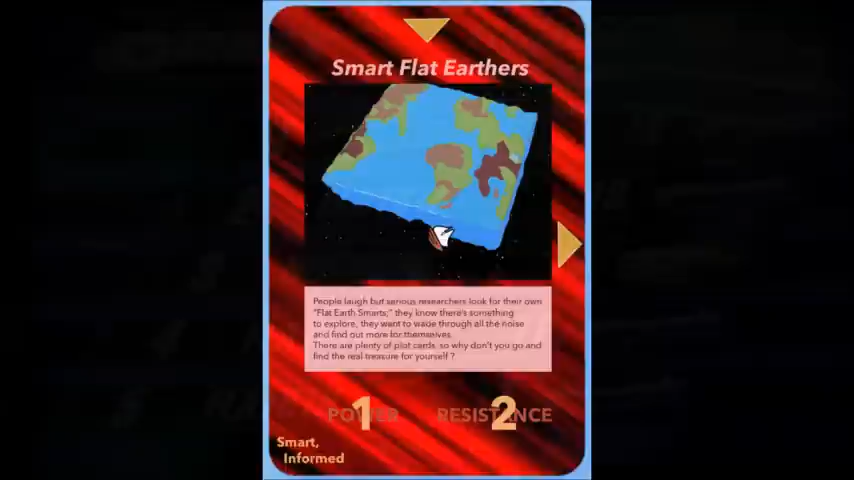 Smart Flat Earthers
People laugh but serious researchers look for their own
"Flat Earth Smarts;" they know there's something
to explore, they want to wade through all the noise
and find out more for themselves.
There are plenty of plot cards, so why don't you go and
find the real treasure for yourself ?
POWER 1 RESISTANCE 2
Smart,
Informed